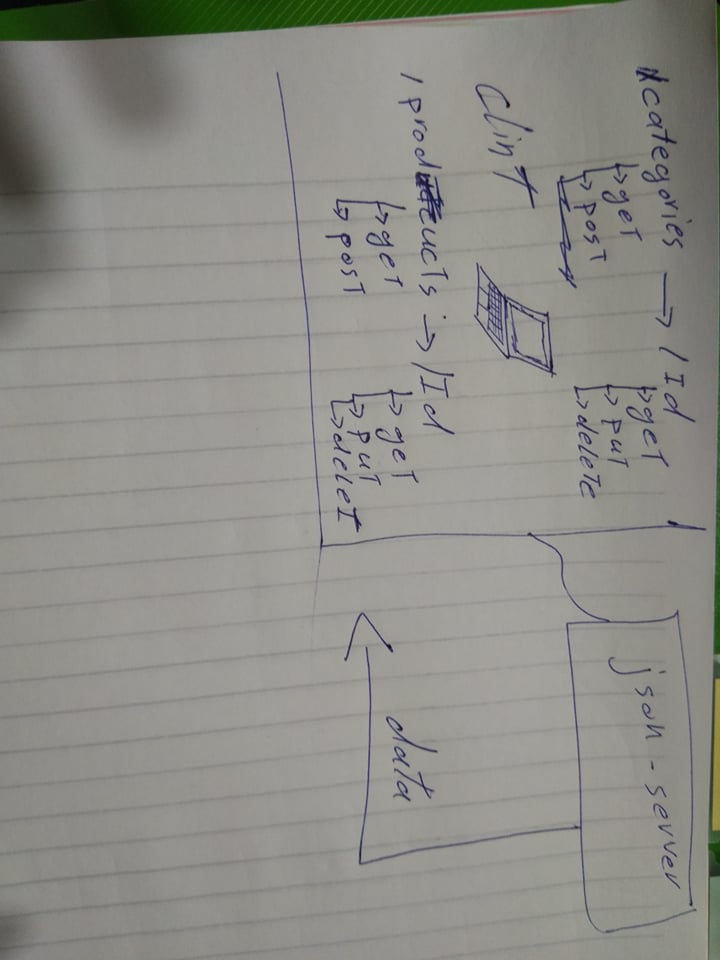 /categories → /Id
↳ get
↳ post
↳ get
↳ put
↳ delete
Clint
/products → /Id
↳ get
↳ post
↳ get
↳ put
↳ delet
json-server
data